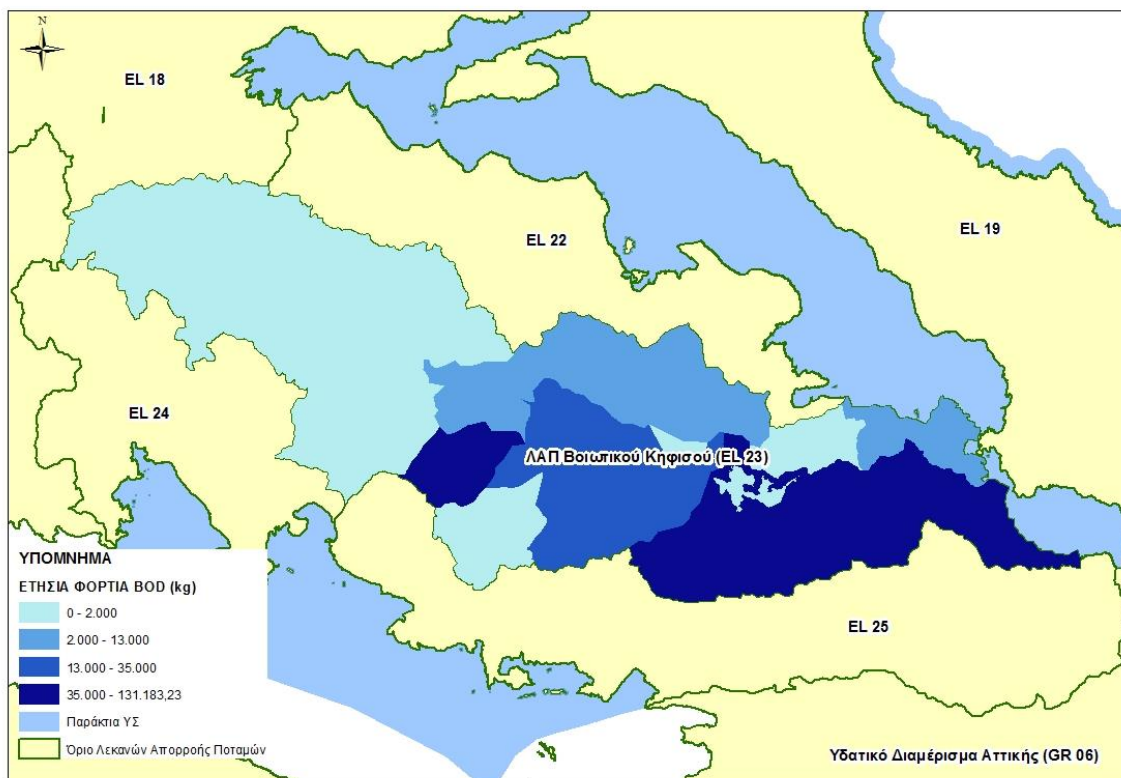 N
EL 18
EL 22
EL 19
EL 24
ΛΑΠ Βοιωτικού Κηφισού (EL 23)
EL 25
Υδατικό Διαμέρισμα Αττικής (GR 06)
ΥΠΟΜΝΗΜΑ
ΕΤΗΣΙΑ ΦΟΡΤΙΑ BOD (kg)
0 - 2.000
2.000 - 13.000
13.000 - 35.000
35.000 - 131.183,23
Παράκτια ΥΣ
Όριο Λεκανών Απορροής Ποταμών